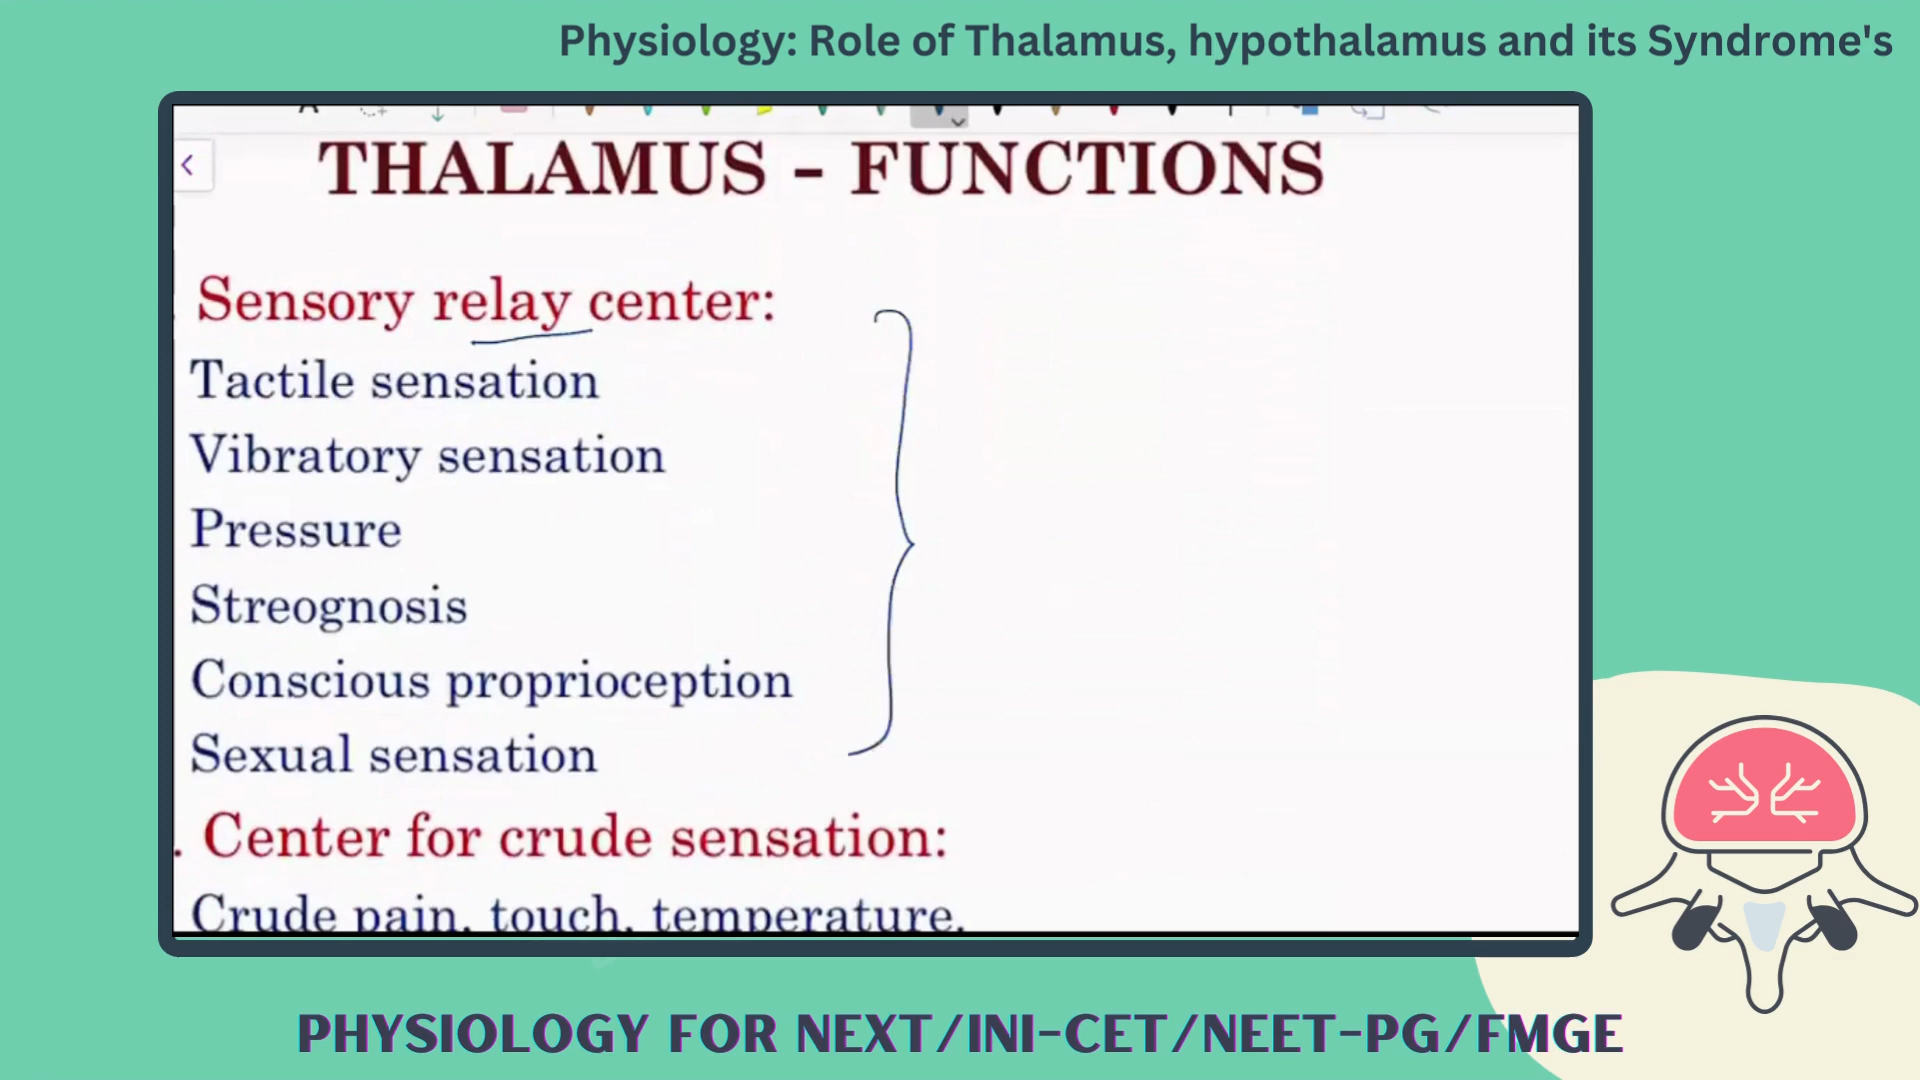 Physiology: Role of Thalamus, hypothalamus and its Syndrome's
THALAMUS - FUNCTIONS
Sensory relay center:
Tactile sensation
Vibratory sensation
Pressure
Streognosis
Conscious proprioception
Sexual sensation
. Center for crude sensation:
Crude pain, touch, temperature.
PHYSIOLOGY FOR NEXT/INI-CET/NEET-PG/FMGE